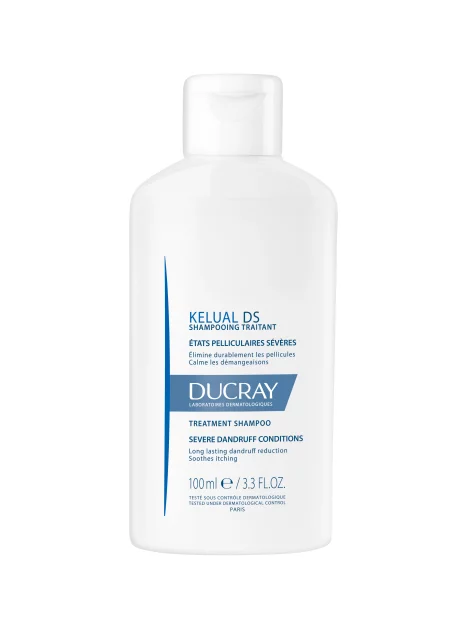 KELUAL DS
SHAMPOOING TRAITANT
ÉTATS PELLICULAIRES SÉVÈRES
Élimine durablement les pellicules
Calme les démangeaisons
DUCRAY
LABORATOIRES DERMATOLOGIQUES
TREATMENT SHAMPOO
SEVERE DANDRUFF CONDITIONS
Long lasting dandruff reduction
Soothes itching
100 ml ℮ / 3.3 FL.OZ.
TESTÉ SOUS CONTRÔLE DERMATOLOGIQUE
TESTED UNDER DERMATOLOGICAL CONTROL
PARIS